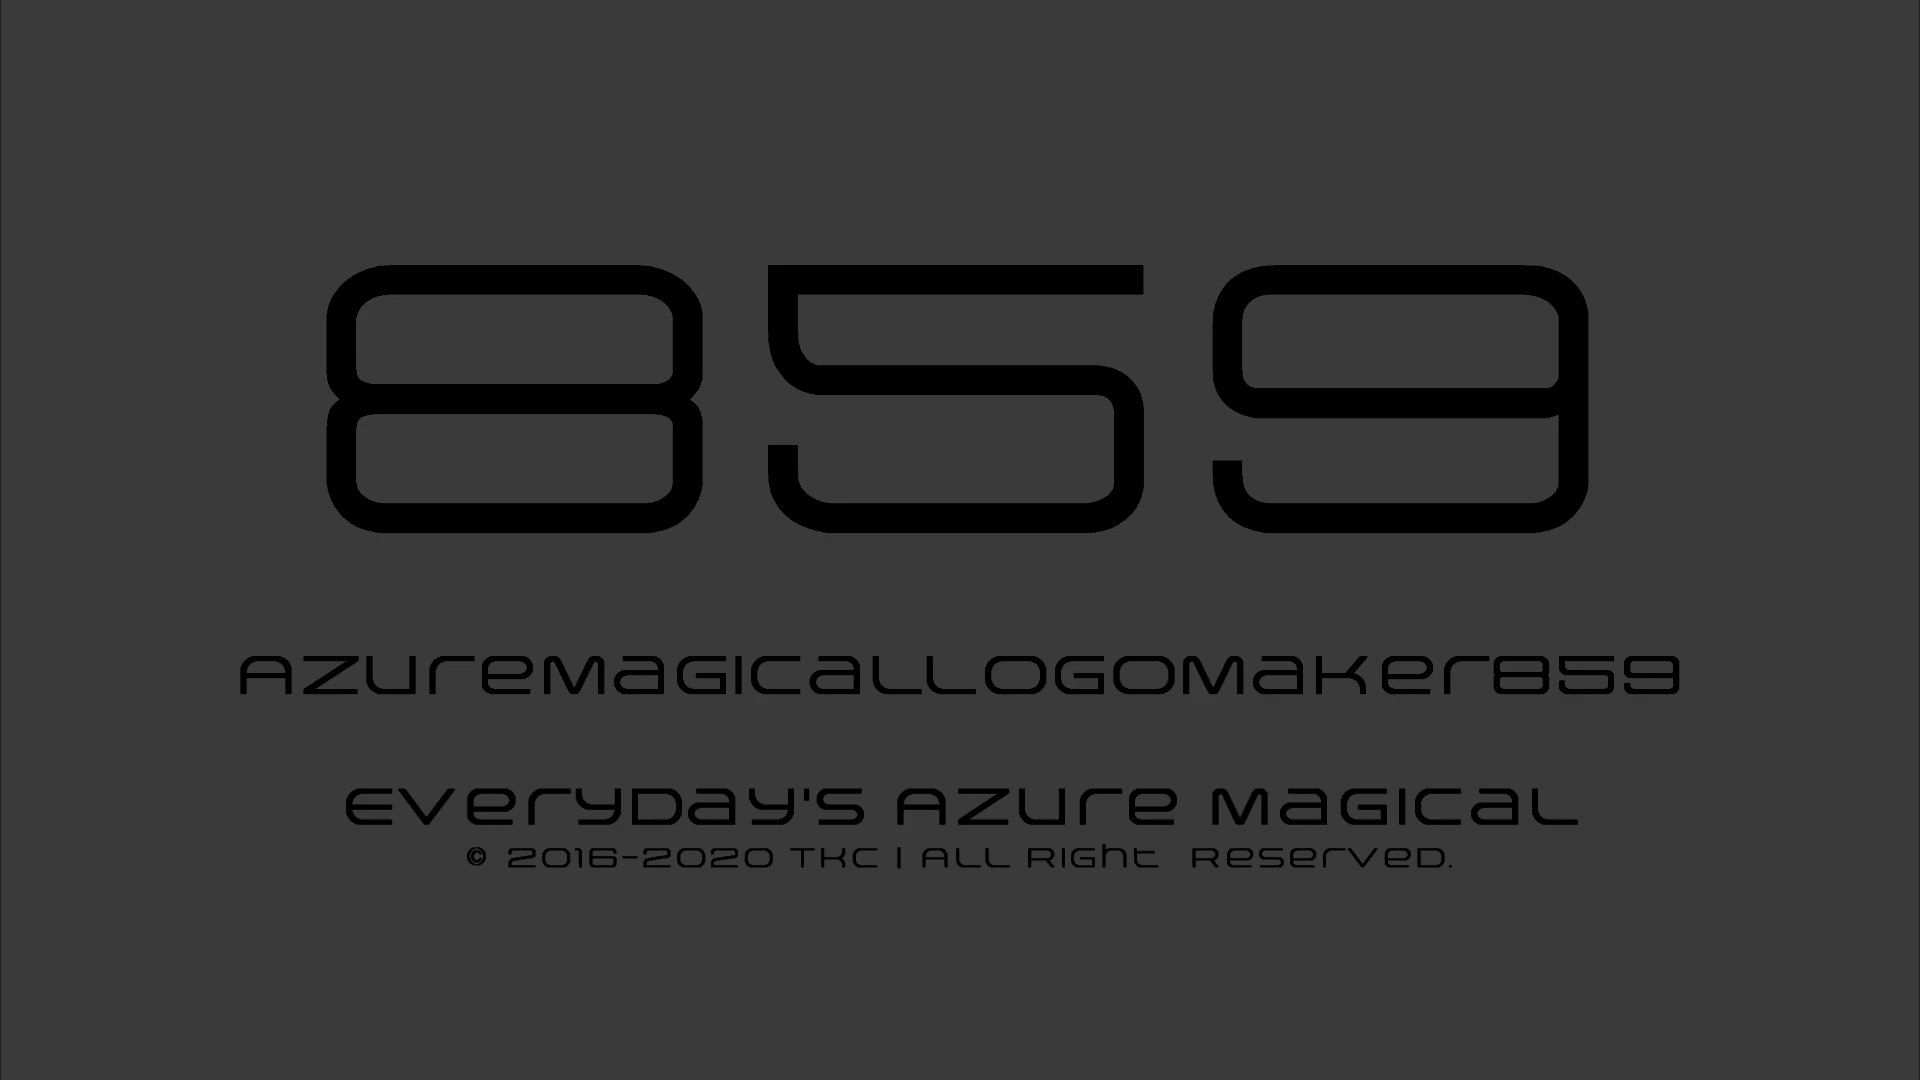 859
AzureMagicalLogoMaker859
EveryDay's Azure Magical
© 2016-2020 TKC | All Right Reserved.